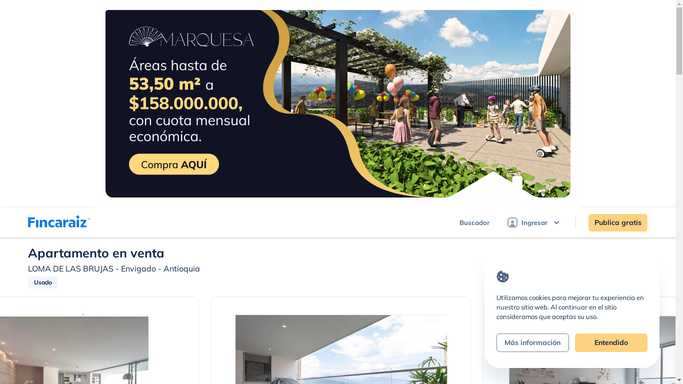 MARQUESA
Áreas hasta de
53,50 m² a
$158.000.000,
con cuota mensual
económica.
Compra AQUÍ
Fincaraiz
Buscador
Ingresar
Publica gratis
Apartamento en venta
LOMA DE LAS BRUJAS - Envigado - Antioquia
Usado
Utilizamos cookies para mejorar tu experiencia en
nuestro sitio web. Al continuar en el sitio
consideramos que aceptas su uso.
Más información
Entendido